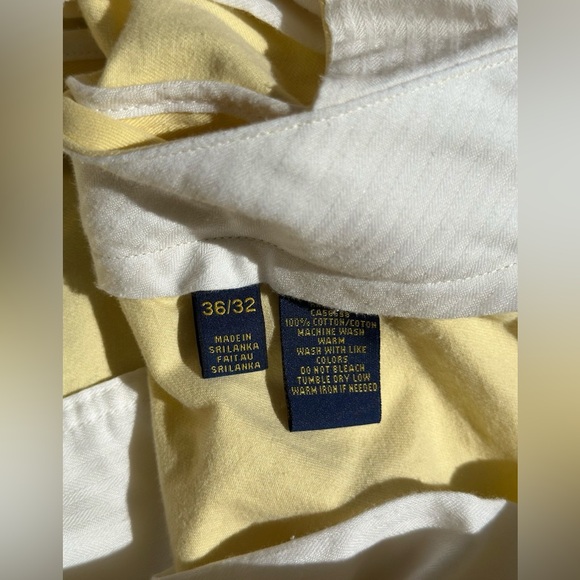 36/32
MADE IN
SRI LANKA
FAIT AU
SRI LANKA
100% COTTON/COTON
MACHINE WASH
WARM
WASH WITH LIKE
COLORS
DO NOT BLEACH
TUMBLE DRY LOW
WARM IRON IF NEEDED